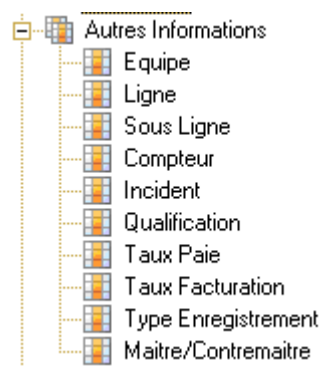 Autres Informations
Equipe
Ligne
Sous Ligne
Compteur
Incident
Qualification
Taux Paie
Taux Facturation
Type Enregistrement
Maitre/Contremaitre